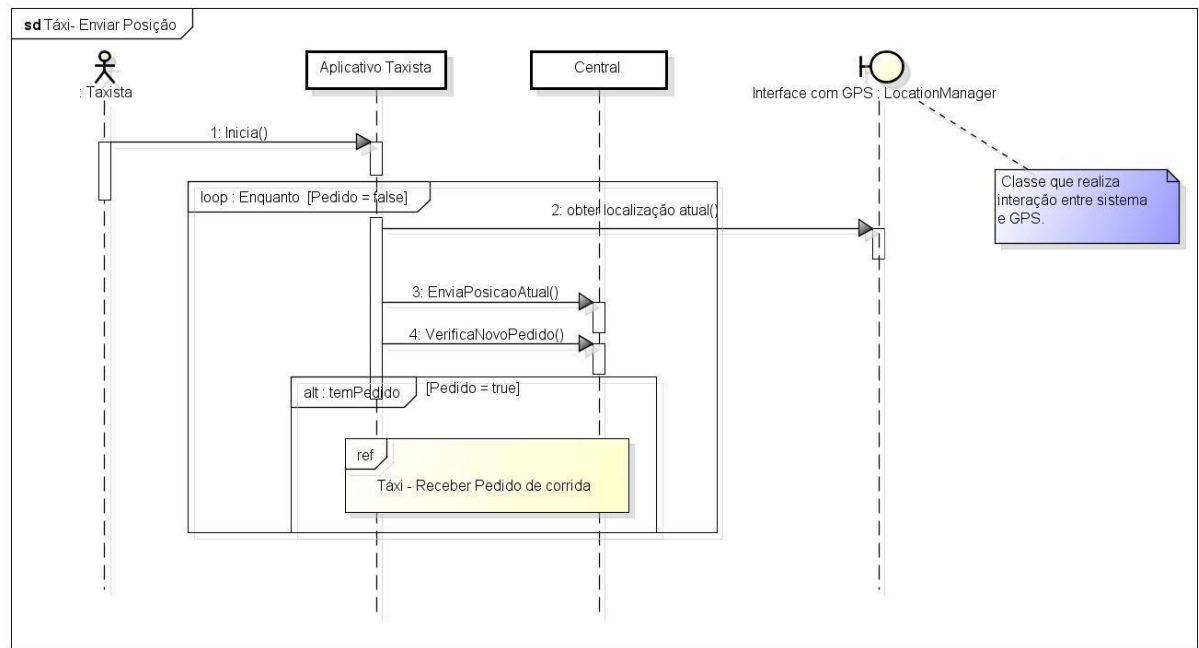 sd Táxi- Enviar Posição
: Taxista
Aplicativo Taxista
Central
Interface com GPS : LocationManager
1: Inicia()
Classe que realiza
interação entre sistema
e GPS.
loop : Enquanto [Pedido = false]
2: obter localização atual()
3: EnviaPosicaoAtual()
4: VerificaNovoPedido()
alt : temPedido
[Pedido = true]
ref
Táxi - Receber Pedido de corrida